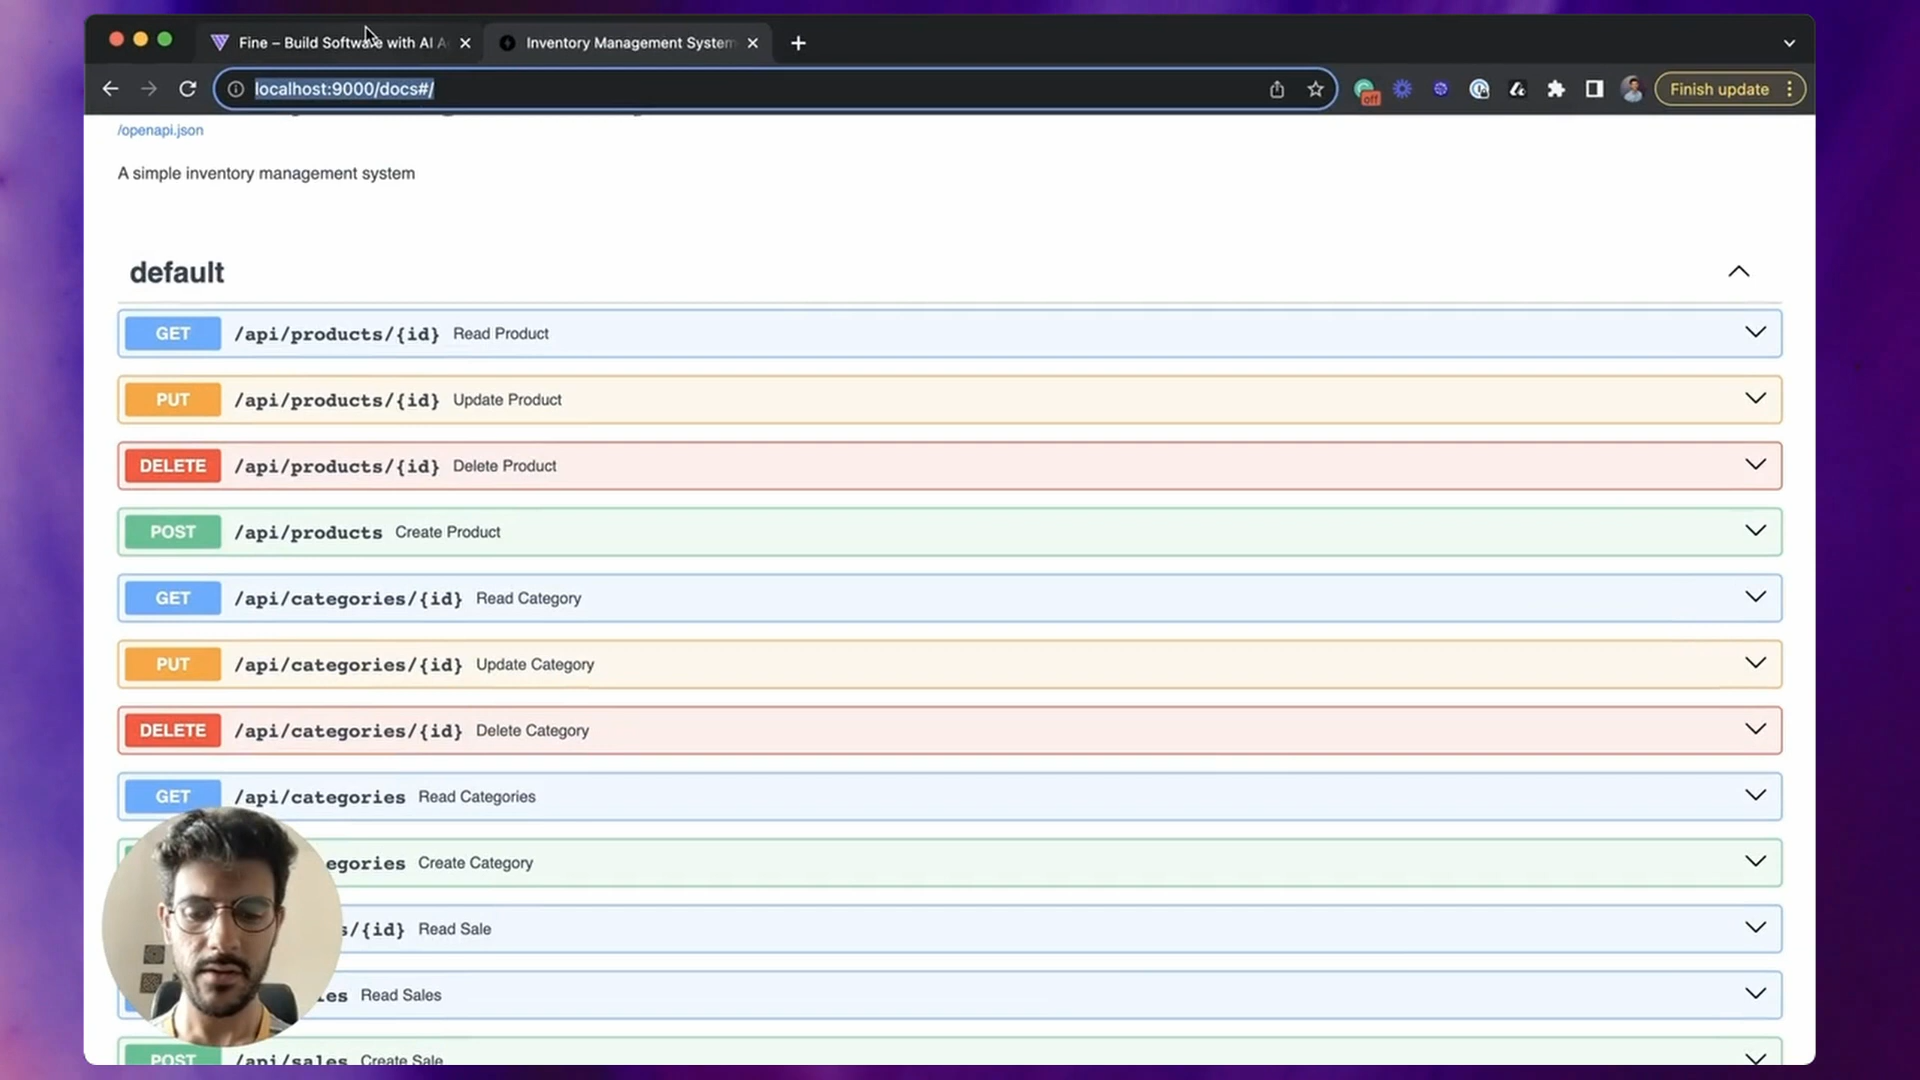 Fine – Build Software with AI A
Inventory Management System
localhost:9000/docs#/
off
Finish update
/openapi.json
A simple inventory management system
default
GET /api/products/{id} Read Product
PUT /api/products/{id} Update Product
DELETE /api/products/{id} Delete Product
POST /api/products Create Product
GET /api/categories/{id} Read Category
PUT /api/categories/{id} Update Category
DELETE /api/categories/{id} Delete Category
GET /api/categories Read Categories
egories Create Category
s/{id} Read Sale
es Read Sales
POST /api/sales Create Sale